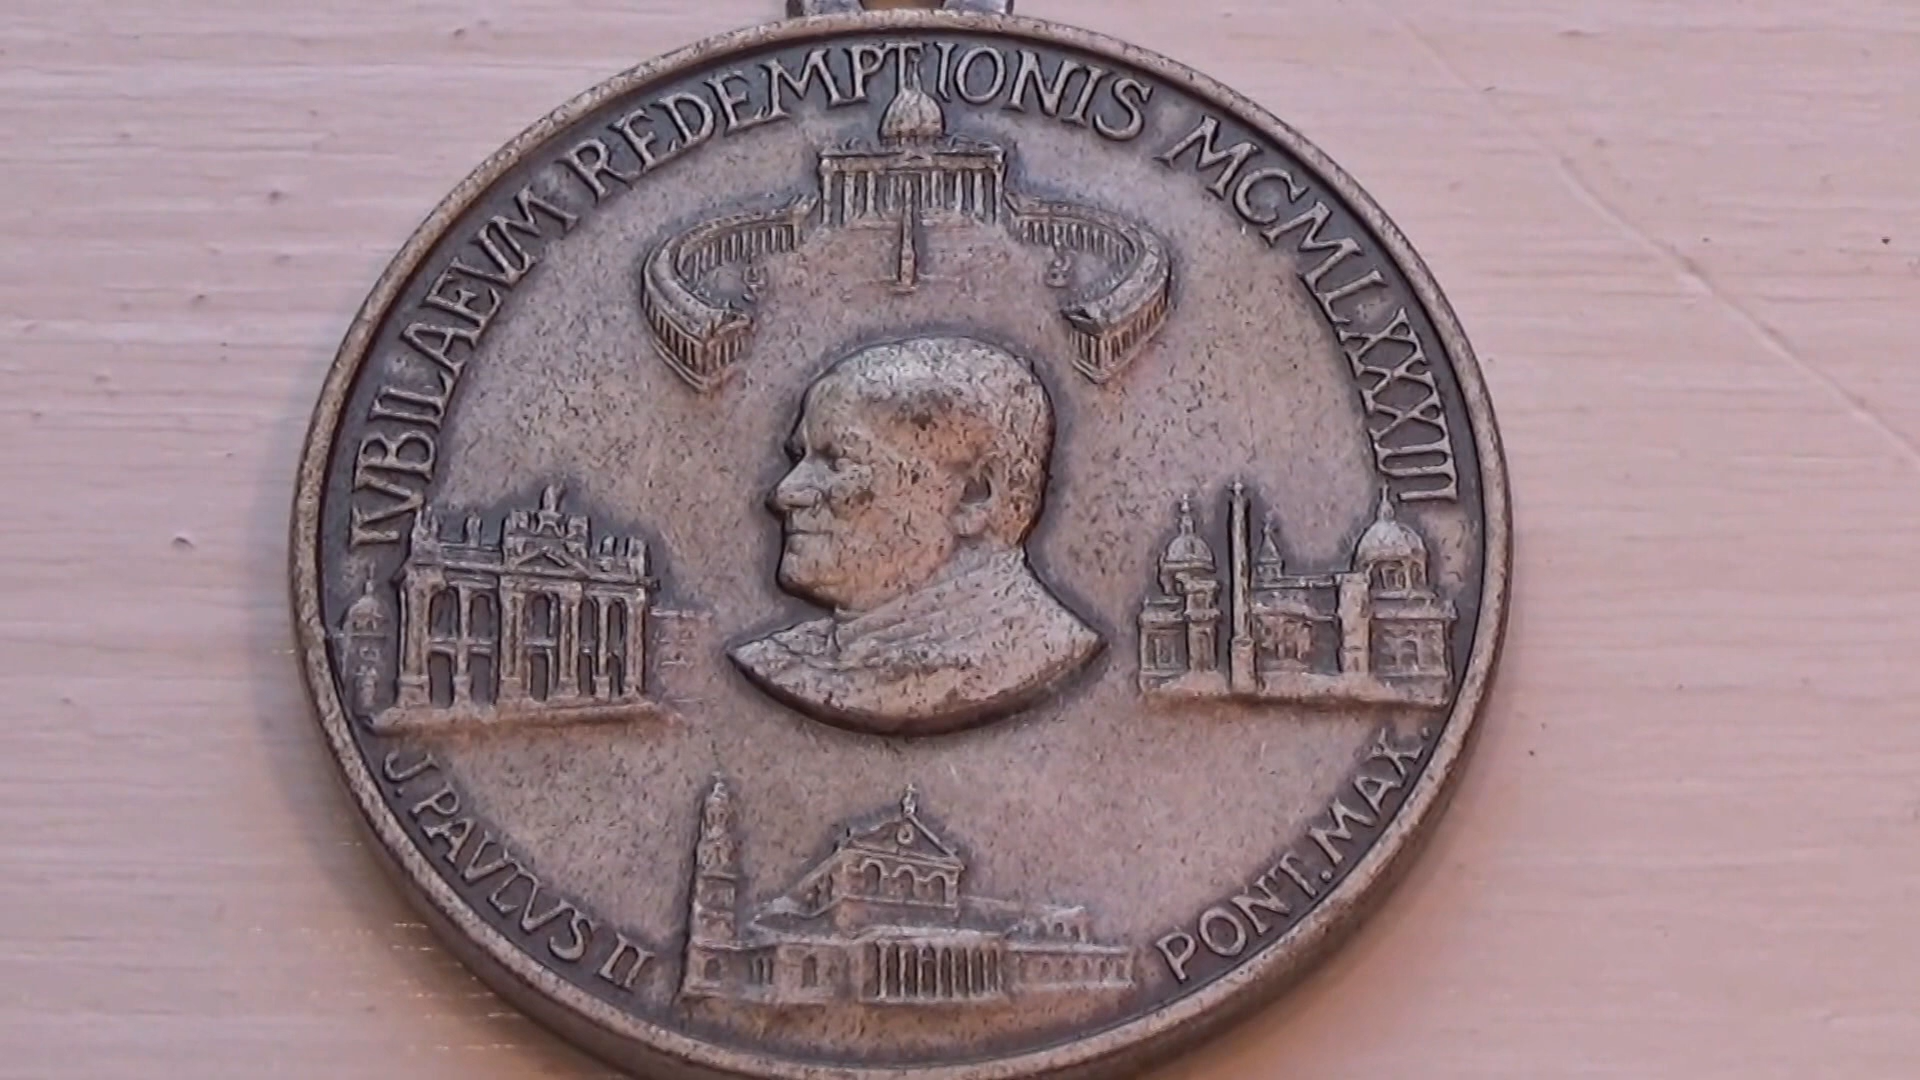 IVBILAEVM REDEMPTIONIS MCMLXXXIII
J. PAVLVS II
PONT. MAX.